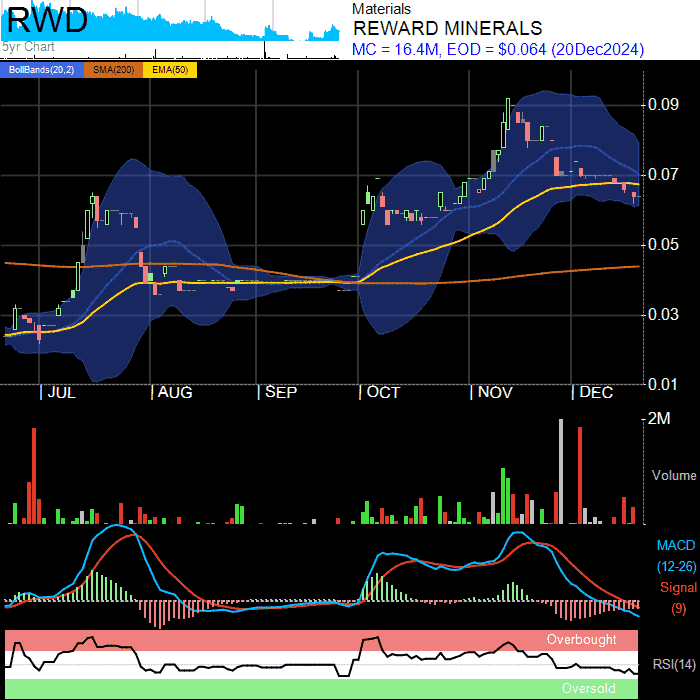 RWD
5yr Chart
Materials
REWARD MINERALS
MC = 16.4M, EOD = $0.064 (20Dec2024)
BollBands(20,2) SMA(200) EMA(50)
0.09
0.07
0.05
0.03
0.01
| JUL | AUG | SEP | OCT | NOV | DEC
2M
Volume
MACD
(12-26)
Signal
(9)
Overbought
RSI(14)
Oversold